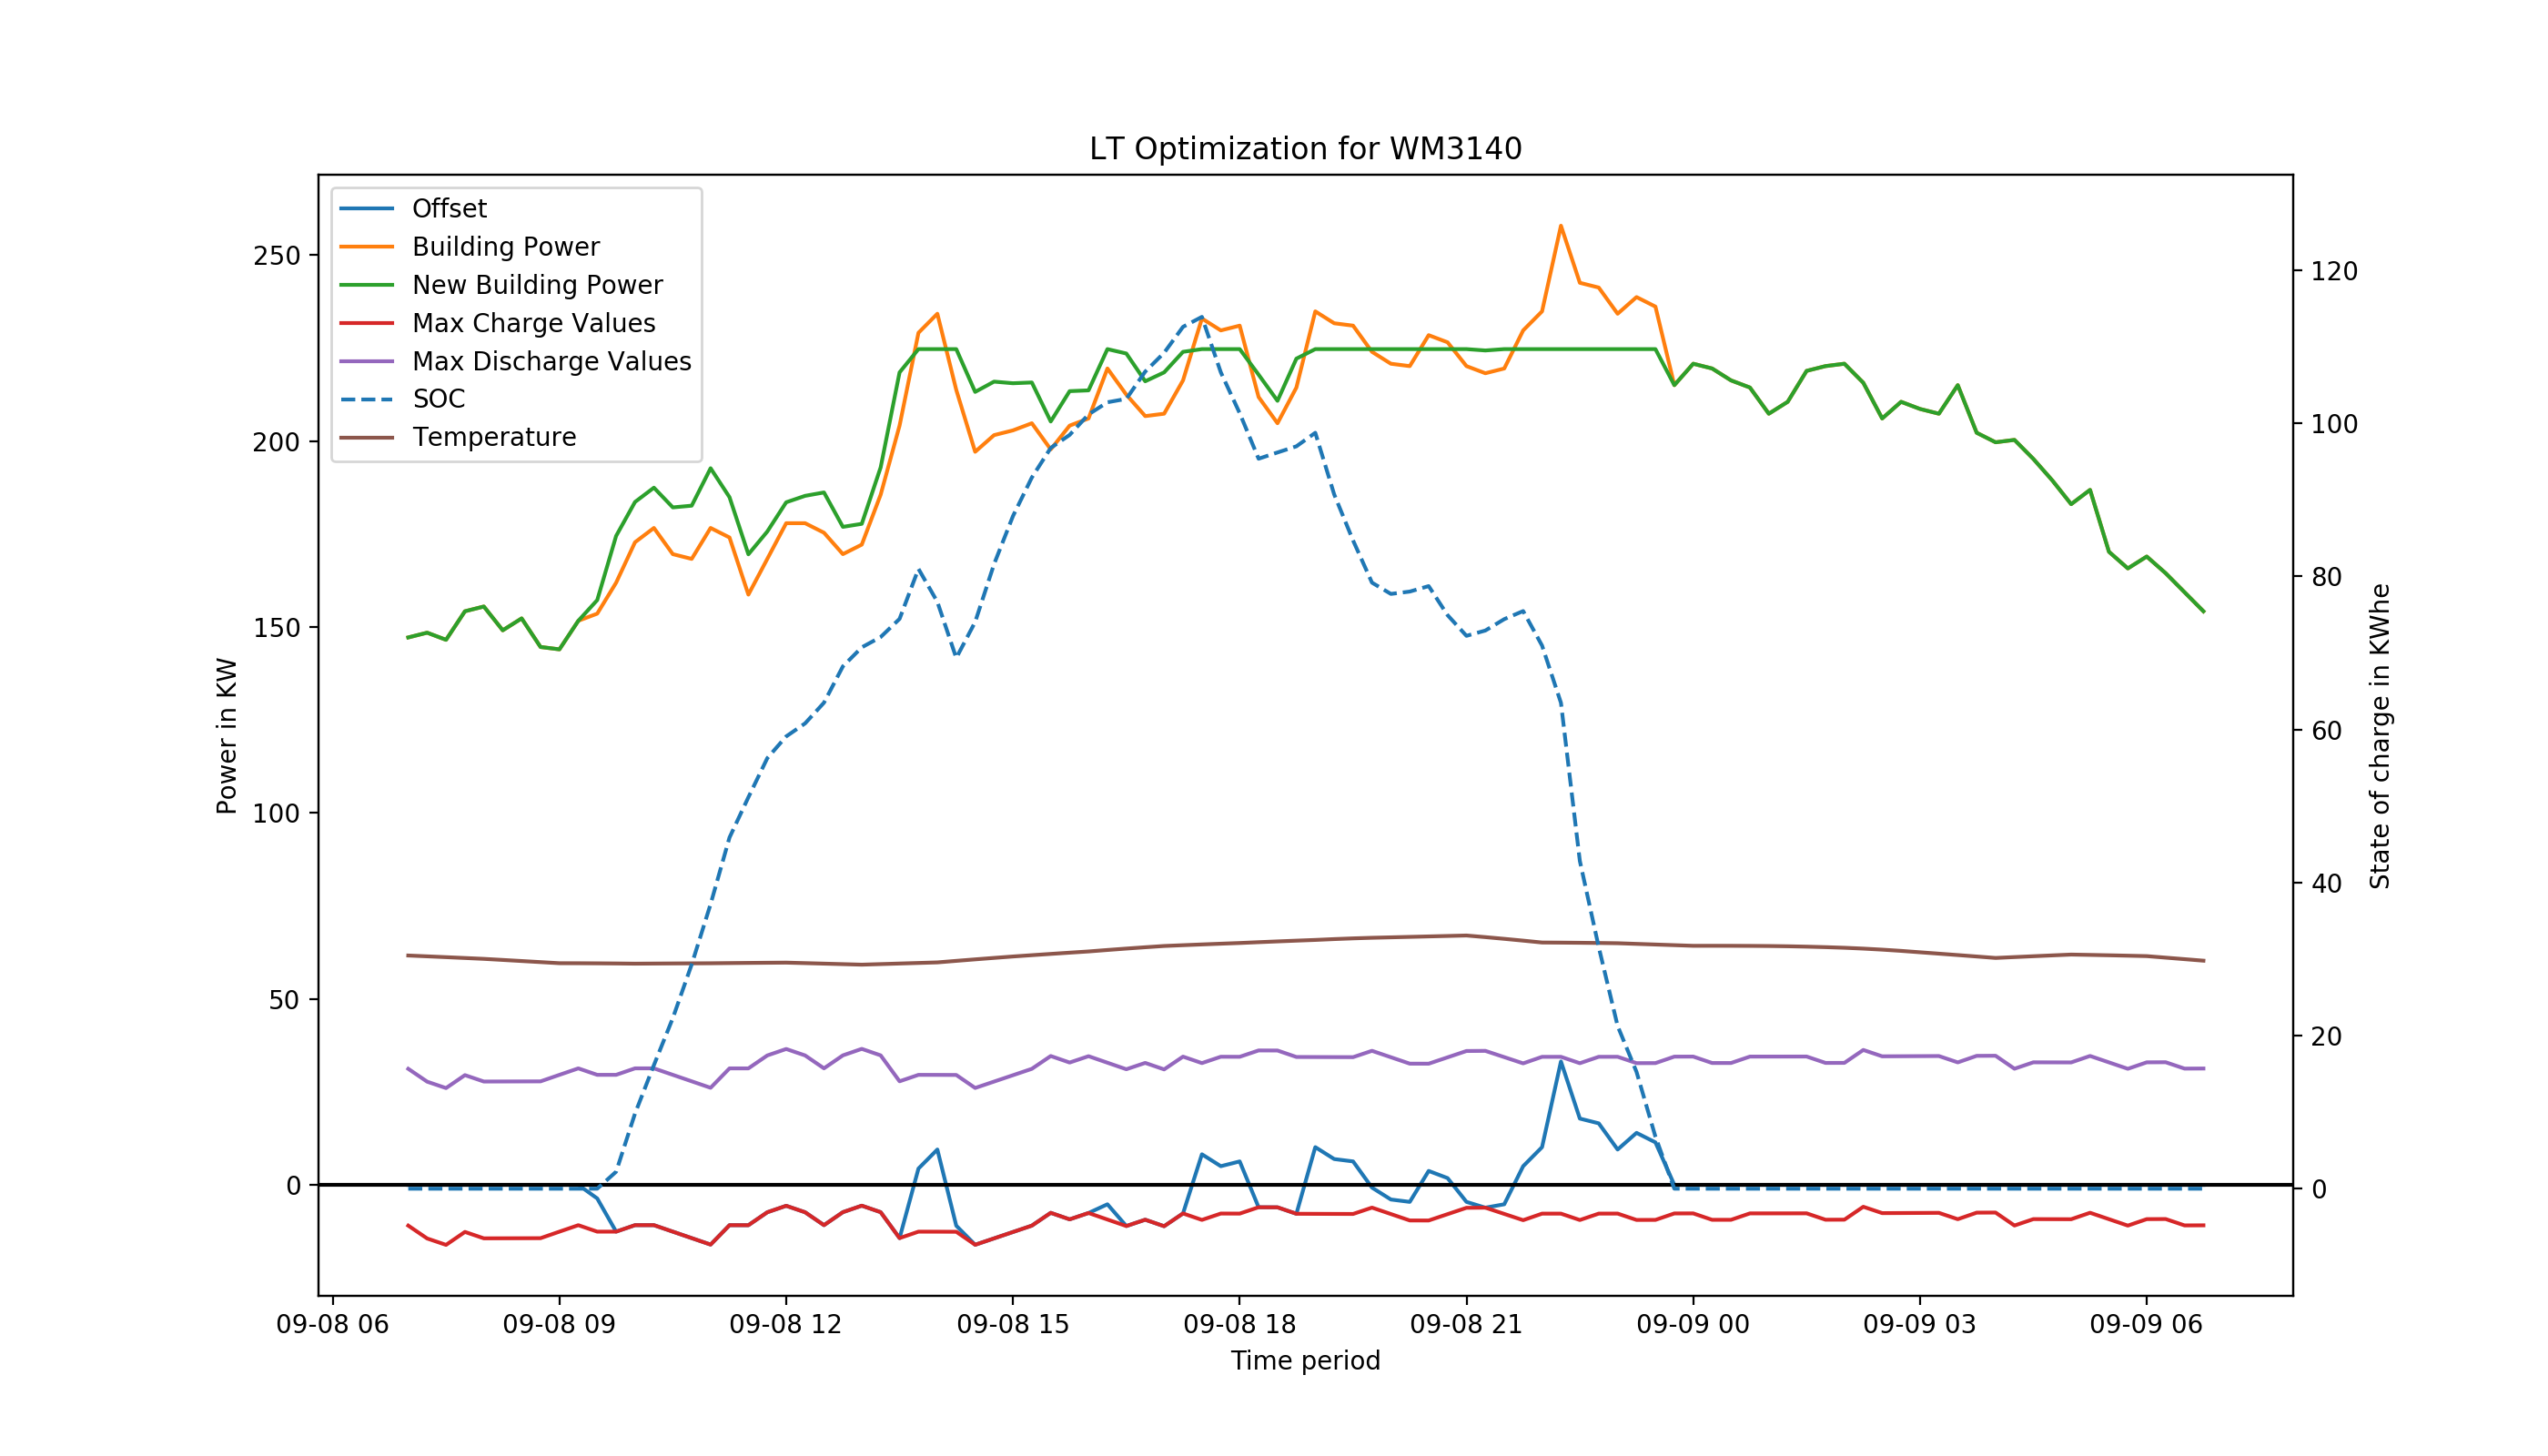 LT Optimization for WM3140
Offset
Building Power
New Building Power
Max Charge Values
Max Discharge Values
SOC
Temperature
250
200
150
100
50
0
Power in KW
120
100
80
60
40
20
0
State of charge in KWhe
09-08 06
09-08 09
09-08 12
09-08 15
09-08 18
09-08 21
09-09 00
09-09 03
09-09 06
Time period